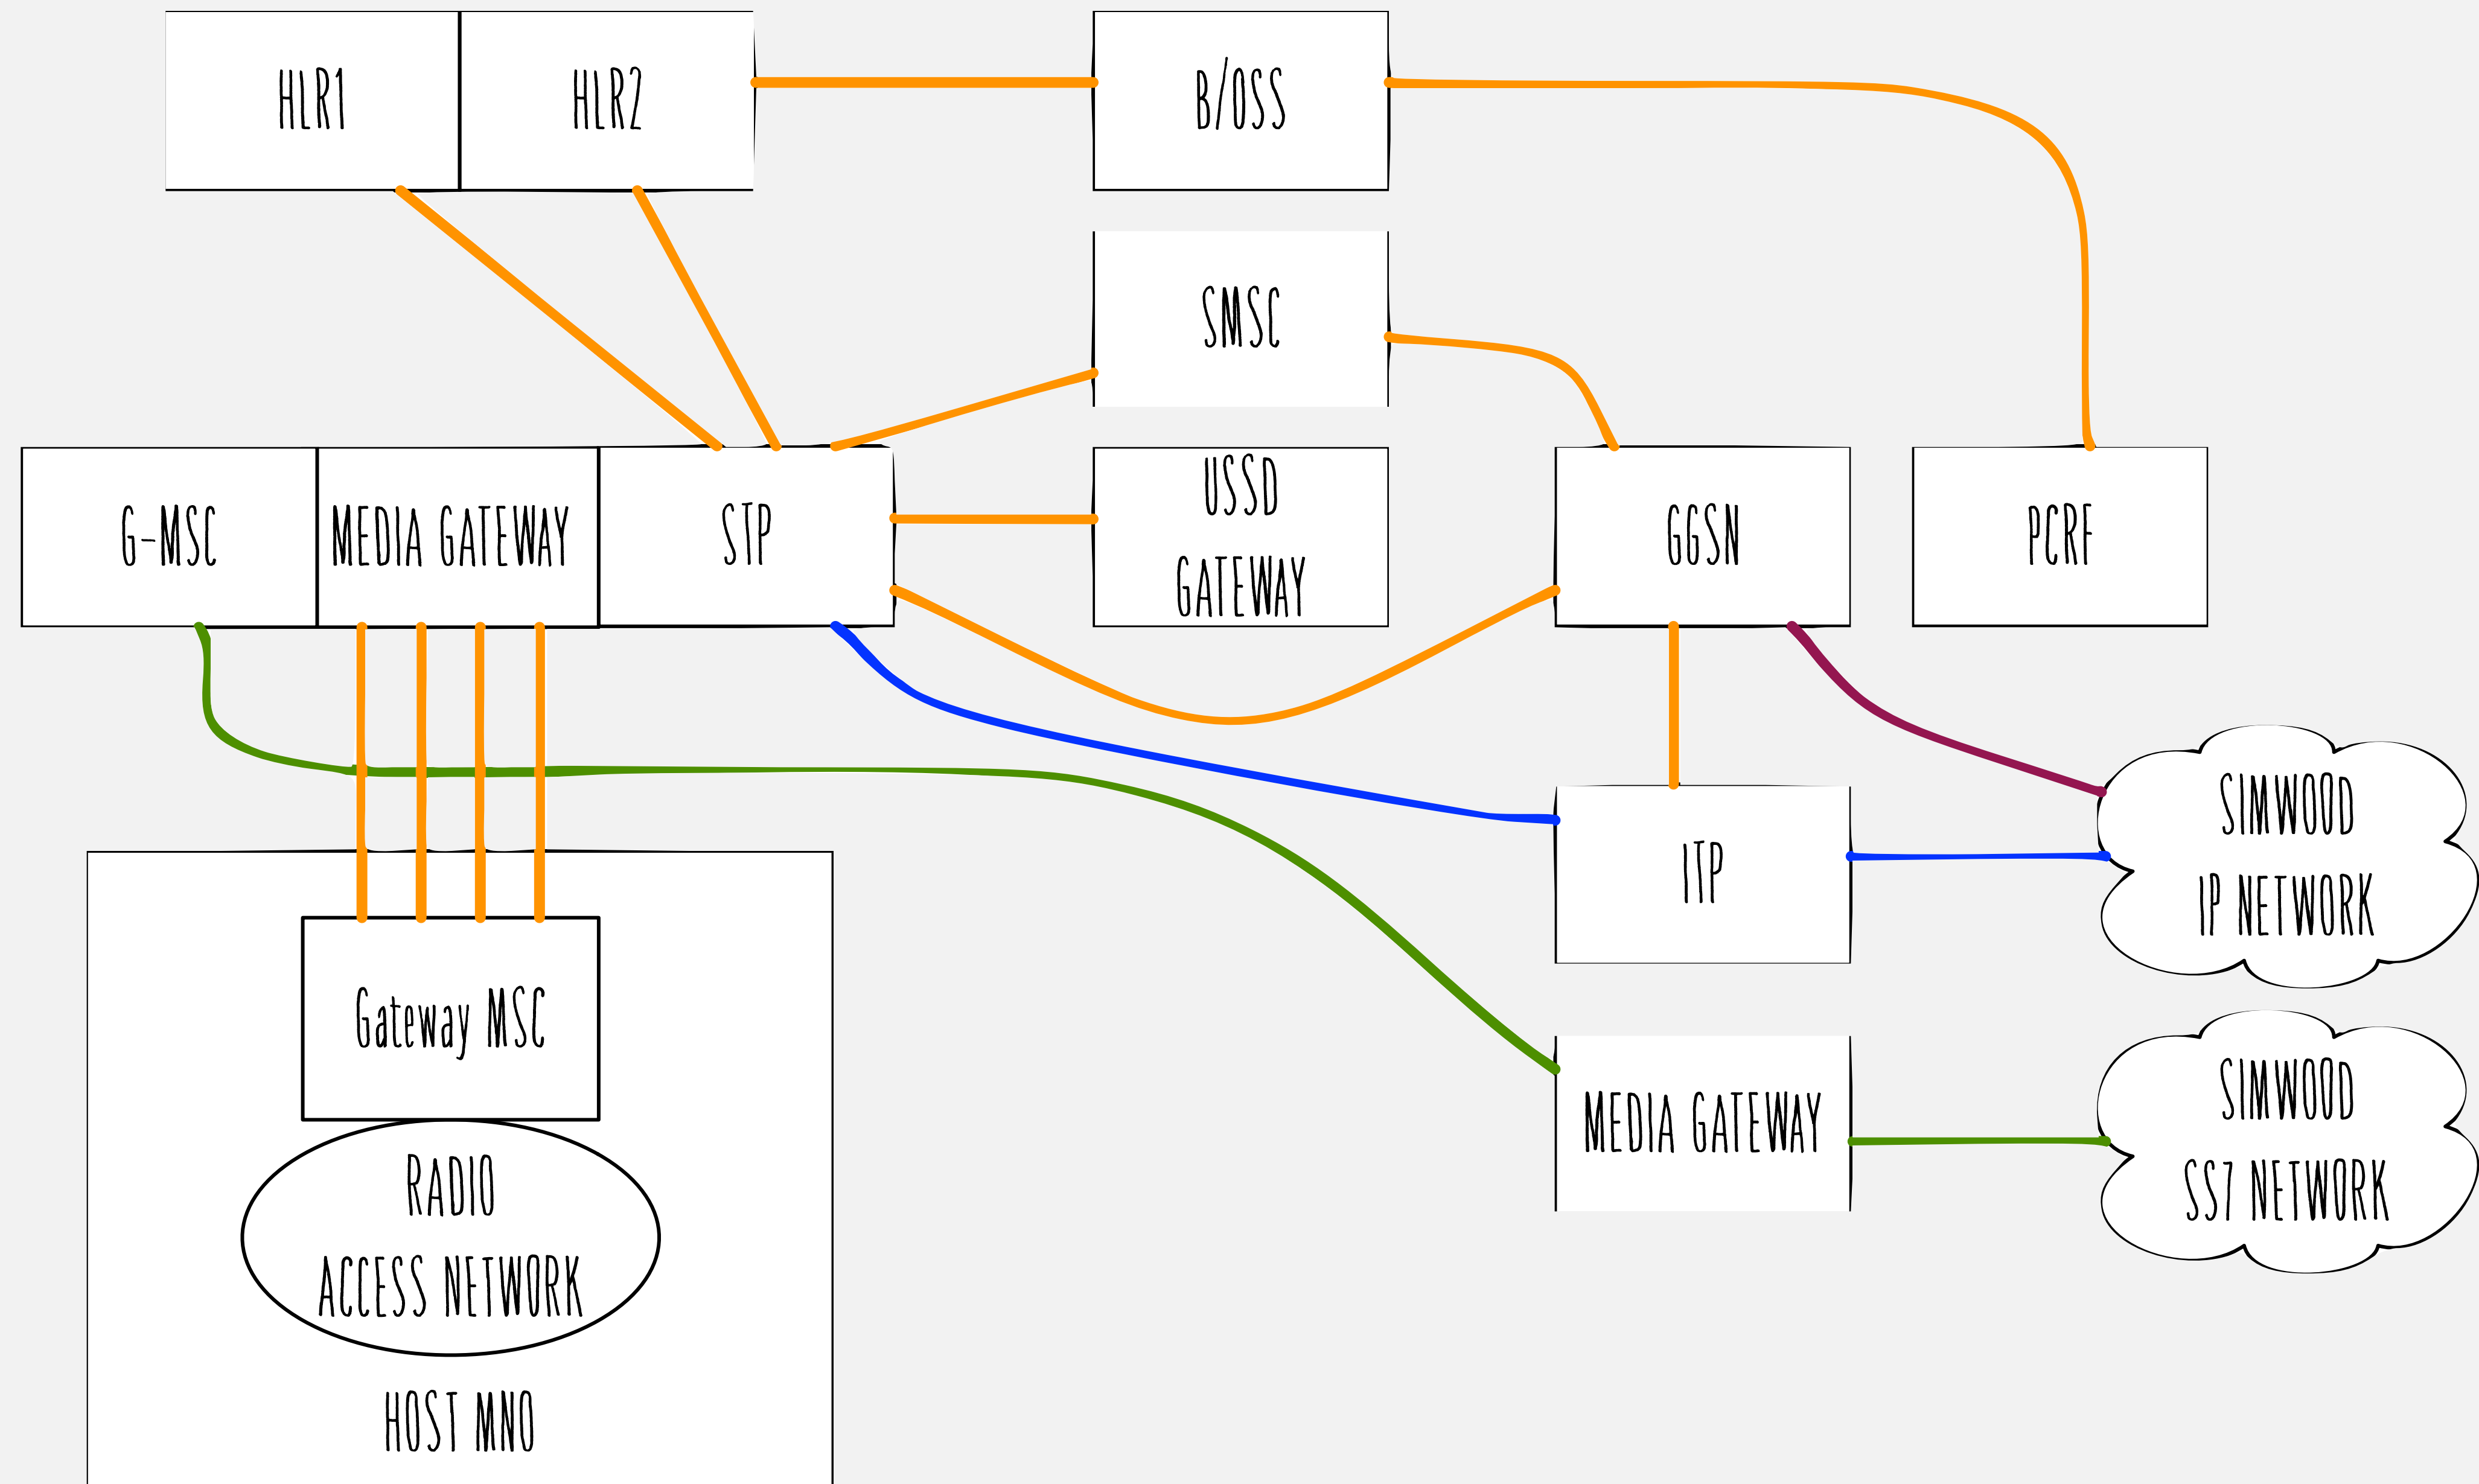 HLR1
HLR2
B/OSS
SMSC
G-MSC
MEDIA GATEWAY
STP
USSD
GATEWAY
GGSN
PCRF
SIMWOOD
IP NETWORK
ITP
Gateway MSC
SIMWOOD
SS7 NETWORK
MEDIA GATEWAY
RADIO
ACCESS NETWORK
HOST MNO